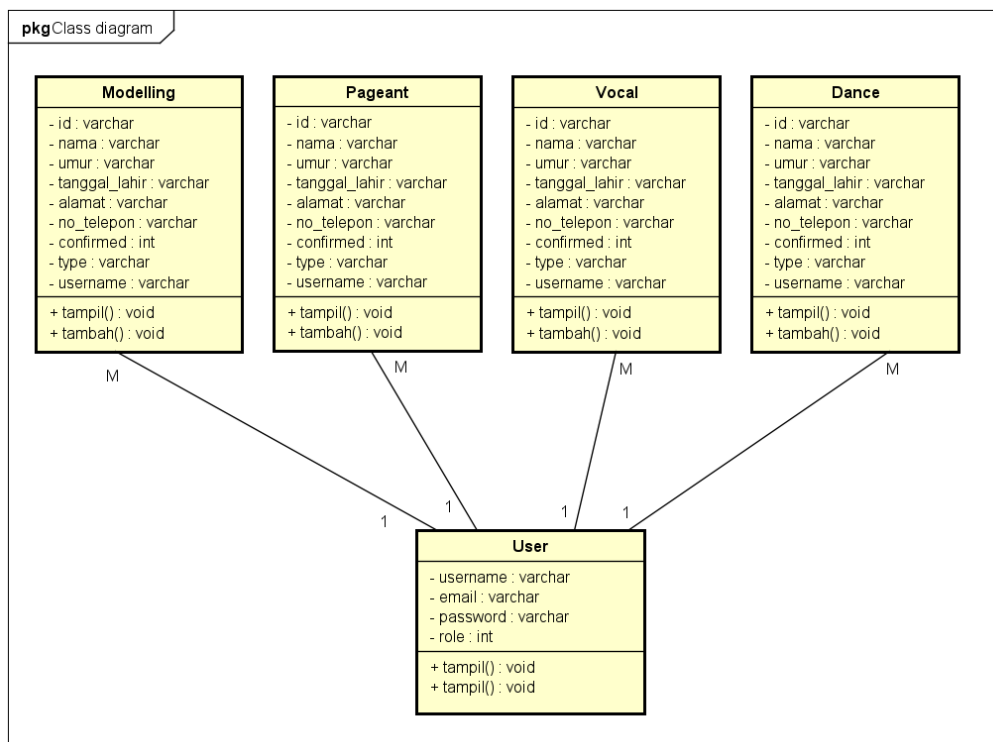 pkg Class diagram
Modelling
- id : varchar
- nama : varchar
- umur : varchar
- tanggal_lahir : varchar
- alamat : varchar
- no_telepon : varchar
- confirmed : int
- type : varchar
- username : varchar
+ tampil() : void
+ tambah() : void
Pageant
- id : varchar
- nama : varchar
- umur : varchar
- tanggal_lahir : varchar
- alamat : varchar
- no_telepon : varchar
- confirmed : int
- type : varchar
- username : varchar
+ tampil() : void
+ tambah() : void
Vocal
- id : varchar
- nama : varchar
- umur : varchar
- tanggal_lahir : varchar
- alamat : varchar
- no_telepon : varchar
- confirmed : int
- type : varchar
- username : varchar
+ tampil() : void
+ tambah() : void
Dance
- id : varchar
- nama : varchar
- umur : varchar
- tanggal_lahir : varchar
- alamat : varchar
- no_telepon : varchar
- confirmed : int
- type : varchar
- username : varchar
+ tampil() : void
+ tambah() : void
M
M
M
M
1
1
1
1
User
- username : varchar
- email : varchar
- password : varchar
- role : int
+ tampil() : void
+ tampil() : void